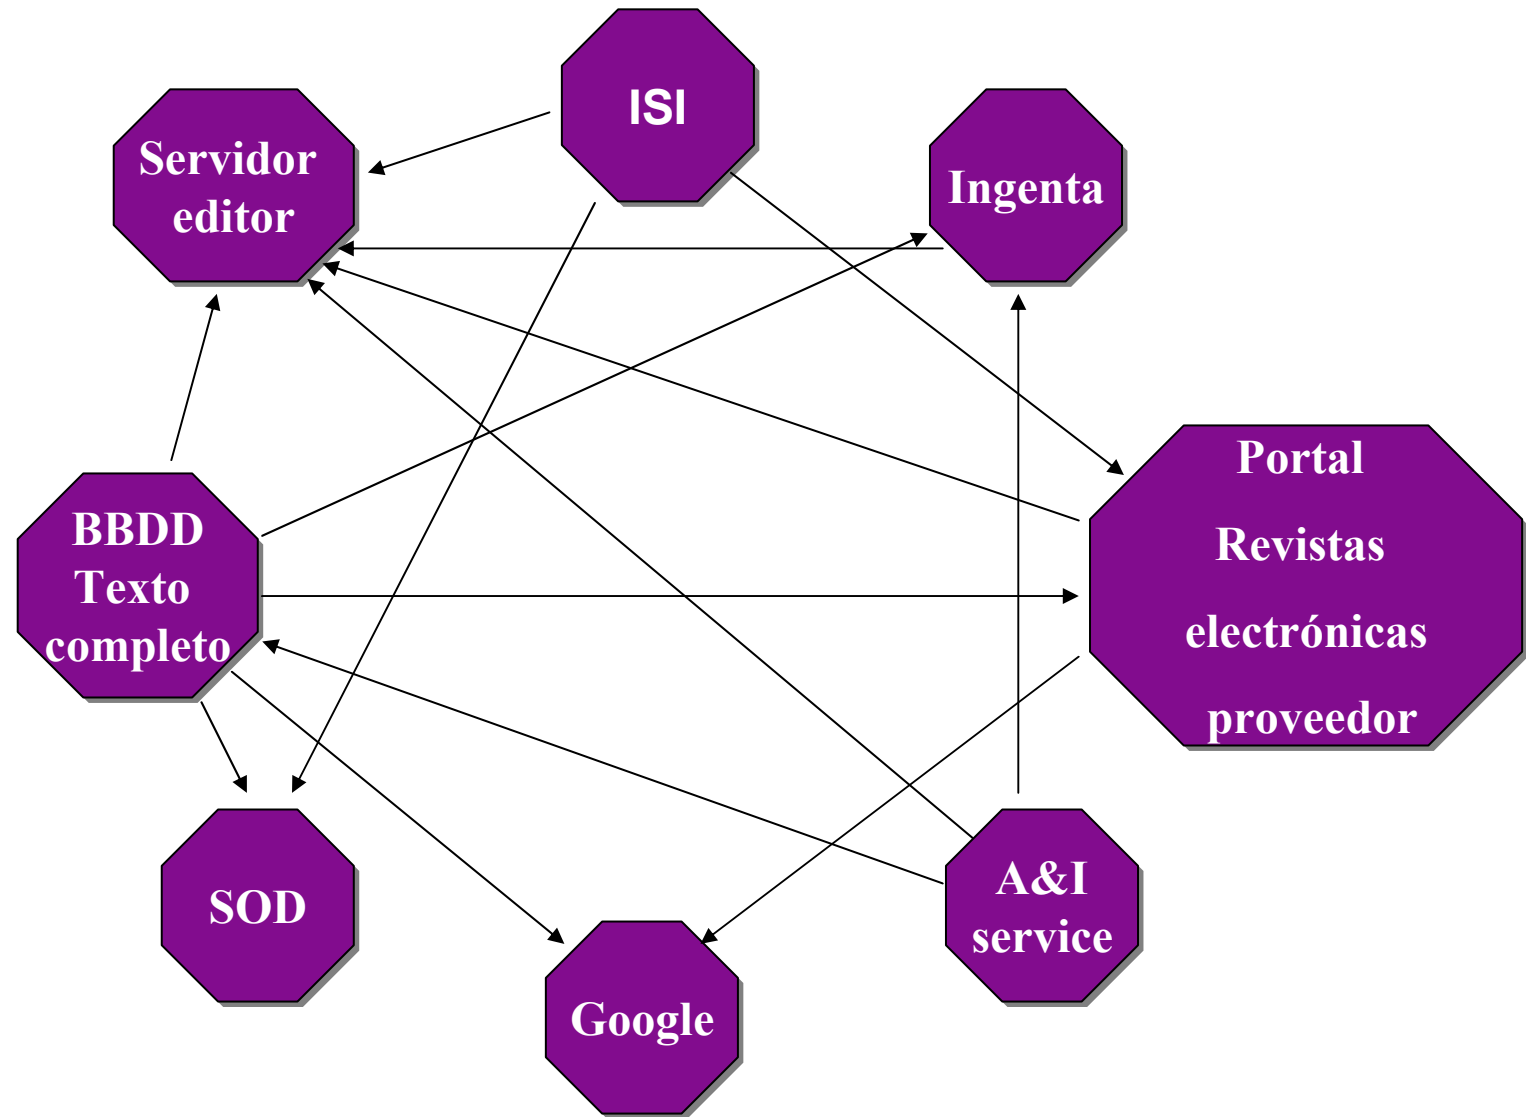 ISI
Servidor
editor
Ingenta
Portal
Revistas
electrónicas
proveedor
BBDD
Texto
completo
SOD
A&I
service
Google